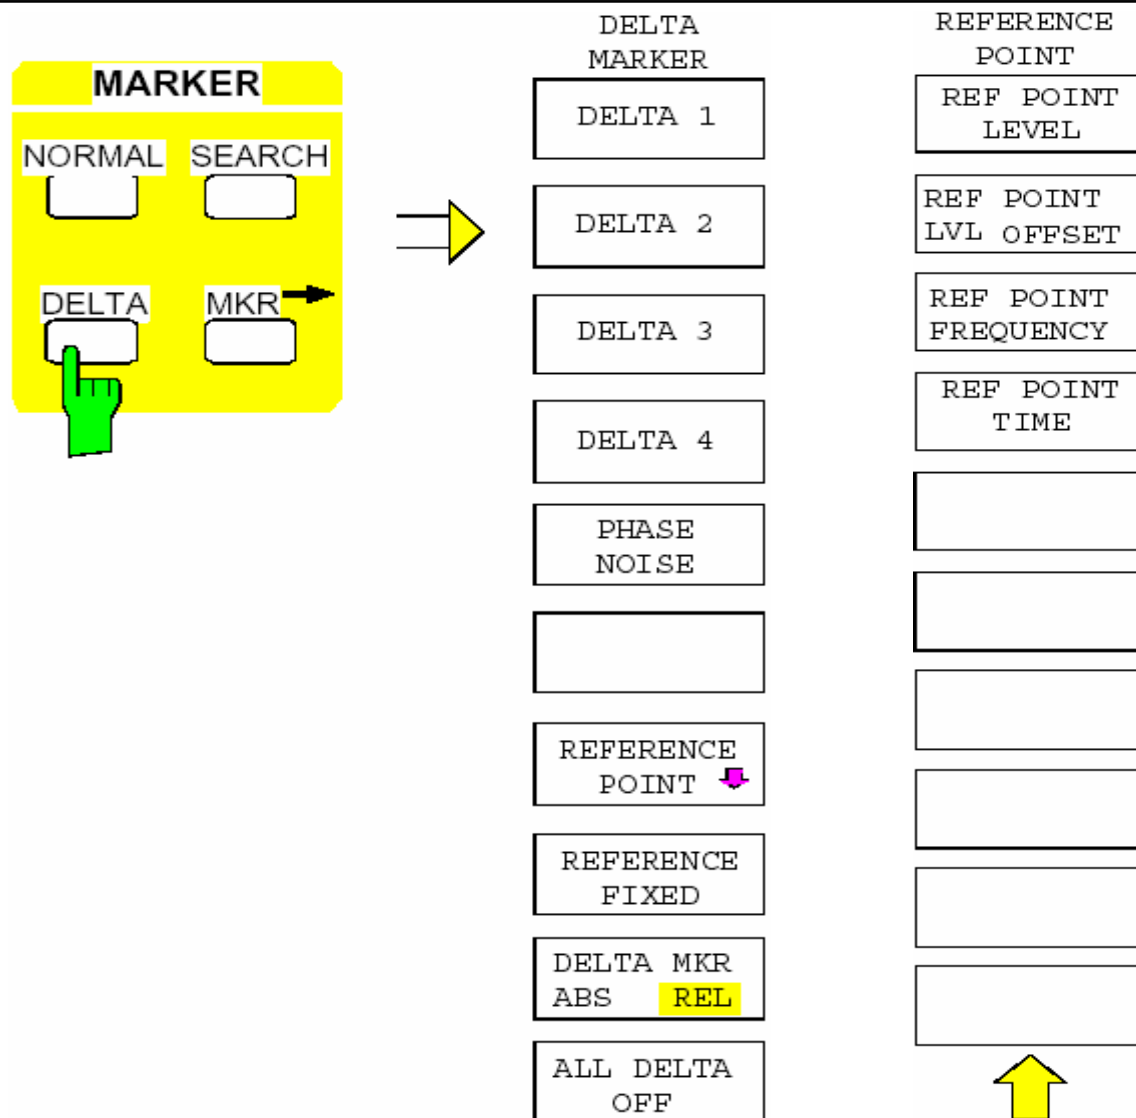 MARKER
NORMAL SEARCH
DELTA MKR
DELTA
MARKER
DELTA 1
DELTA 2
DELTA 3
DELTA 4
PHASE
NOISE
REFERENCE
POINT
REFERENCE
FIXED
DELTA MKR
ABS REL
ALL DELTA
OFF
REFERENCE
POINT
REF POINT
LEVEL
REF POINT
LVL OFFSET
REF POINT
FREQUENCY
REF POINT
TIME